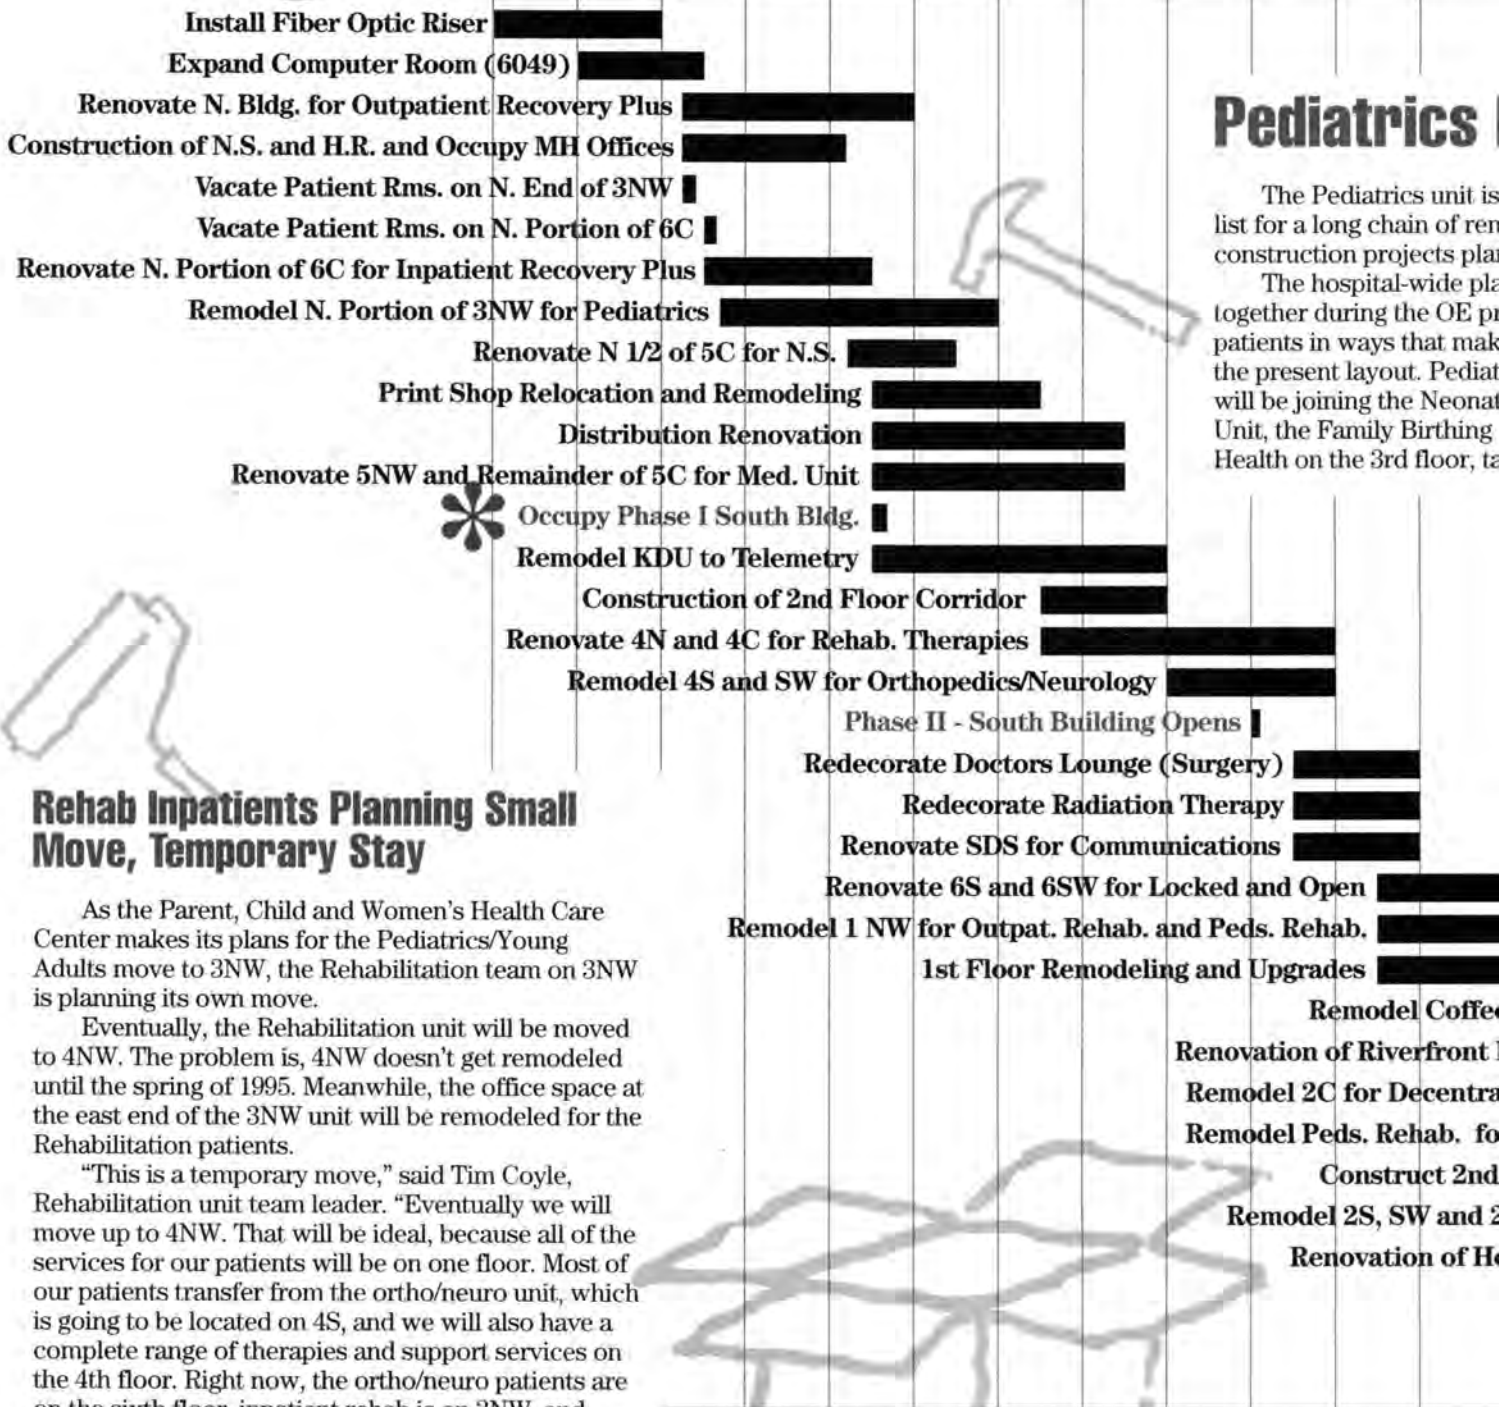 Install Fiber Optic Riser
Expand Computer Room (6049)
Renovate N. Bldg. for Outpatient Recovery Plus
Construction of N.S. and H.R. and Occupy MH Offices
Vacate Patient Rms. on N. End of 3NW
Vacate Patient Rms. on N. Portion of 6C
Renovate N. Portion of 6C for Inpatient Recovery Plus
Remodel N. Portion of 3NW for Pediatrics
Renovate N 1/2 of 5C for N.S.
Print Shop Relocation and Remodeling
Distribution Renovation
Renovate 5NW and Remainder of 5C for Med. Unit
* Occupy Phase I South Bldg.
Remodel KDU to Telemetry
Construction of 2nd Floor Corridor
Renovate 4N and 4C for Rehab. Therapies
Remodel 4S and SW for Orthopedics/Neurology
Phase II - South Building Opens
Redecorate Doctors Lounge (Surgery)
Redecorate Radiation Therapy
Renovate SDS for Communications
Renovate 6S and 6SW for Locked and Open
Remodel 1 NW for Outpat. Rehab. and Peds. Rehab.
1st Floor Remodeling and Upgrades
Remodel Coffe
Renovation of Riverfront
Remodel 2C for Decentra
Remodel Peds. Rehab. fo
Construct 2nd
Remodel 2S, SW and 2
Renovation of H
Pediatrics
The Pediatrics unit is
list for a long chain of ren
construction projects pla
The hospital-wide pla
together during the OE pr
patients in ways that mak
the present layout. Pediat
will be joining the Neonat
Unit, the Family Birthing
Health on the 3rd floor, ta
Rehab Inpatients Planning Small
Move, Temporary Stay
As the Parent, Child and Women's Health Care
Center makes its plans for the Pediatrics/Young
Adults move to 3NW, the Rehabilitation team on 3NW
is planning its own move.
Eventually, the Rehabilitation unit will be moved
to 4NW. The problem is, 4NW doesn't get remodeled
until the spring of 1995. Meanwhile, the office space at
the east end of the 3NW unit will be remodeled for the
Rehabilitation patients.
“This is a temporary move,” said Tim Coyle,
Rehabilitation unit team leader. “Eventually we will
move up to 4NW. That will be ideal, because all of the
services for our patients will be on one floor. Most of
our patients transfer from the ortho/neuro unit, which
is going to be located on 4S, and we will also have a
complete range of therapies and support services on
the 4th floor. Right now, the ortho/neuro patients are